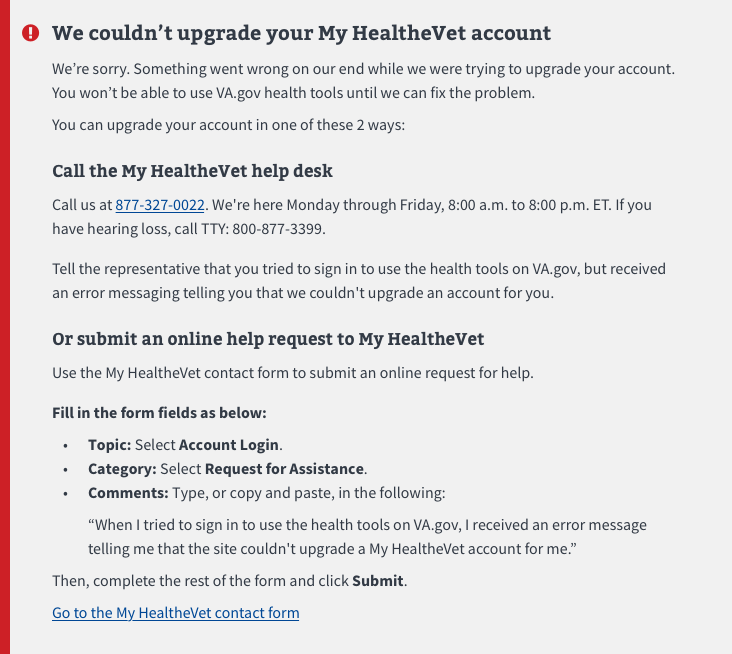 We couldn’t upgrade your My HealtheVet account
We’re sorry. Something went wrong on our end while we were trying to upgrade your account.
You won’t be able to use VA.gov health tools until we can fix the problem.
You can upgrade your account in one of these 2 ways:
Call the My HealtheVet help desk
Call us at 877-327-0022. We're here Monday through Friday, 8:00 a.m. to 8:00 p.m. ET. If you
have hearing loss, call TTY: 800-877-3399.
Tell the representative that you tried to sign in to use the health tools on VA.gov, but received
an error messaging telling you that we couldn't upgrade an account for you.
Or submit an online help request to My HealtheVet
Use the My HealtheVet contact form to submit an online request for help.
Fill in the form fields as below:
• Topic: Select Account Login.
• Category: Select Request for Assistance.
• Comments: Type, or copy and paste, in the following:
“When I tried to sign in to use the health tools on VA.gov, I received an error message
telling me that the site couldn't upgrade a My HealtheVet account for me.”
Then, complete the rest of the form and click Submit.
Go to the My HealtheVet contact form